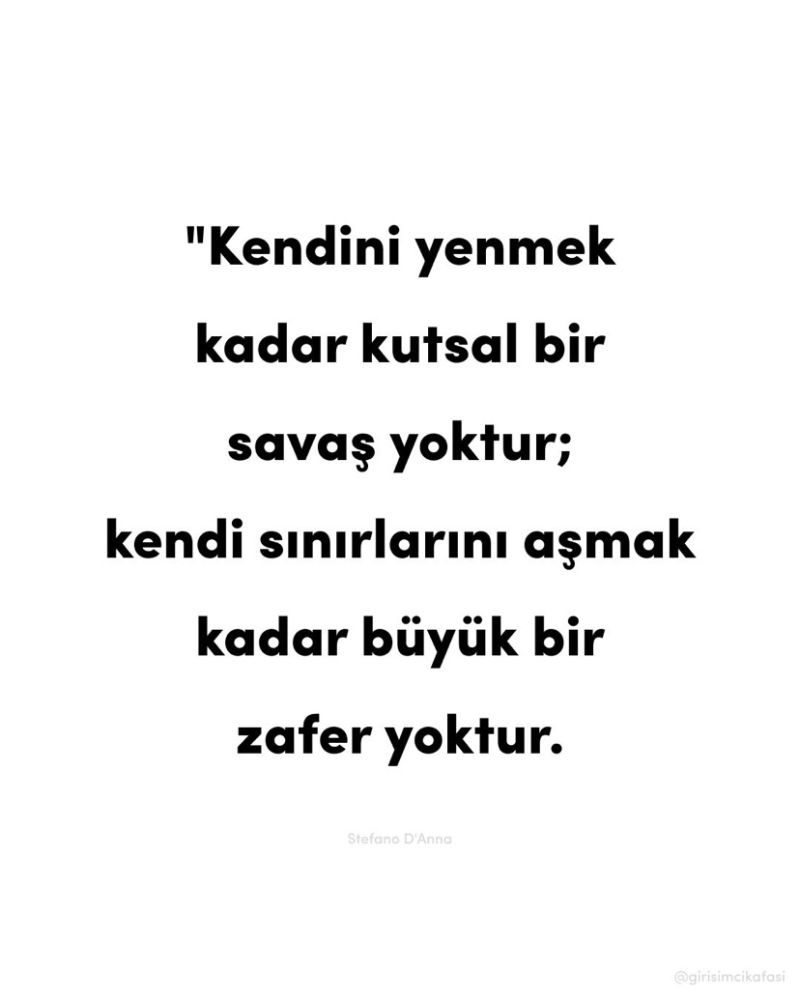 "Kendini yenmek
kadar kutsal bir
savaş yoktur;
kendi sınırlarını aşmak
kadar büyük bir
zafer yoktur.
Stefano D'Anna
@girisimcikafasi